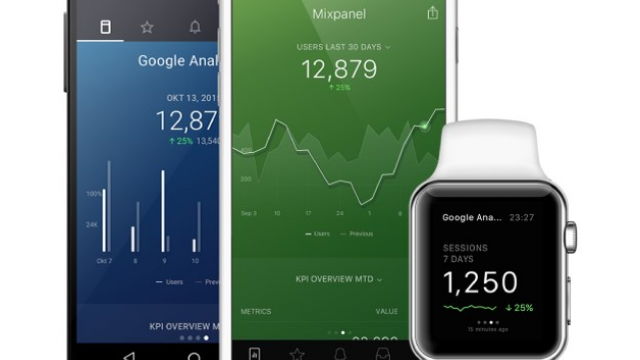 Google Anal
OKT 13, 201
12,87
↑ 25% 13,540
100%
24K
Okt 7
8
9
10
Users
Prev
KPI OVERVIEW M
Mixpanel
USERS LAST 30 DAYS
12,879
↑ 25%
400
200
Sep 3
10
17
24
1
8
Users
Previous
KPI OVERVIEW MTD
METRICS
VALUE
Google Ana... 23:27
SESSIONS
7 DAYS
1,250
↓ 25%
15 minutes ago